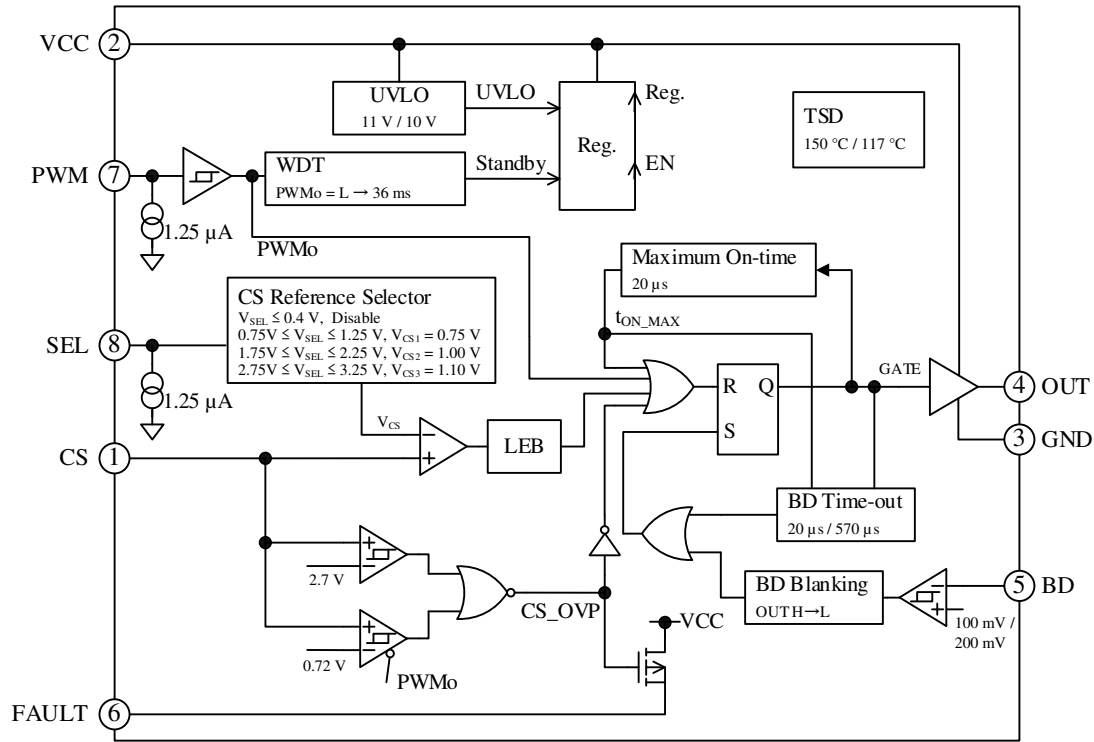 VCC 2
UVLO
11 V / 10 V
UVLO
Reg.
Reg.
EN
TSD
150 °C / 117 °C
PWM 7
WDT
PWMo = L → 36 ms
Standby
1.25 µA
PWMo
Maximum On-time
20 µs
tON_MAX
CS Reference Selector
VSEL ≤ 0.4 V, Disable
0.75V ≤ VSEL ≤ 1.25 V, VCS1 = 0.75 V
1.75V ≤ VSEL ≤ 2.25 V, VCS2 = 1.00 V
2.75V ≤ VSEL ≤ 3.25 V, VCS3 = 1.10 V
SEL 8
1.25 µA
R Q
S
GATE
4 OUT
3 GND
VCS
−
+
LEB
CS 1
BD Time-out
20 µs / 570 µs
+
−
2.7 V
+
−
0.72 V
PWMo
CS_OVP
BD Blanking
OUT H→L
−
+
5 BD
100 mV /
200 mV
VCC
FAULT 6